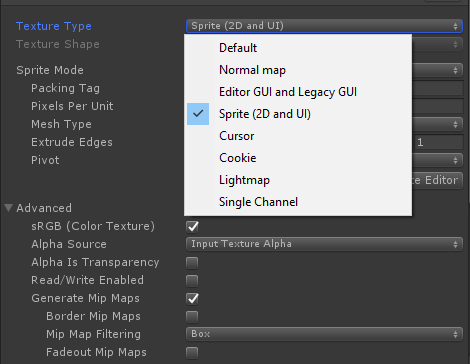 Texture Type Sprite (2D and UI)
Texture Shape
Default
Normal map
Editor GUI and Legacy GUI
Sprite (2D and UI)
Cursor
Cookie
Lightmap
Single Channel
Sprite Mode
Packing Tag
Pixels Per Unit
Mesh Type
Extrude Edges 1
Pivot
Editor
Advanced
sRGB (Color Texture)
Alpha Source Input Texture Alpha
Alpha Is Transparency
Read/Write Enabled
Generate Mip Maps
Border Mip Maps
Mip Map Filtering Box
Fadeout Mip Maps